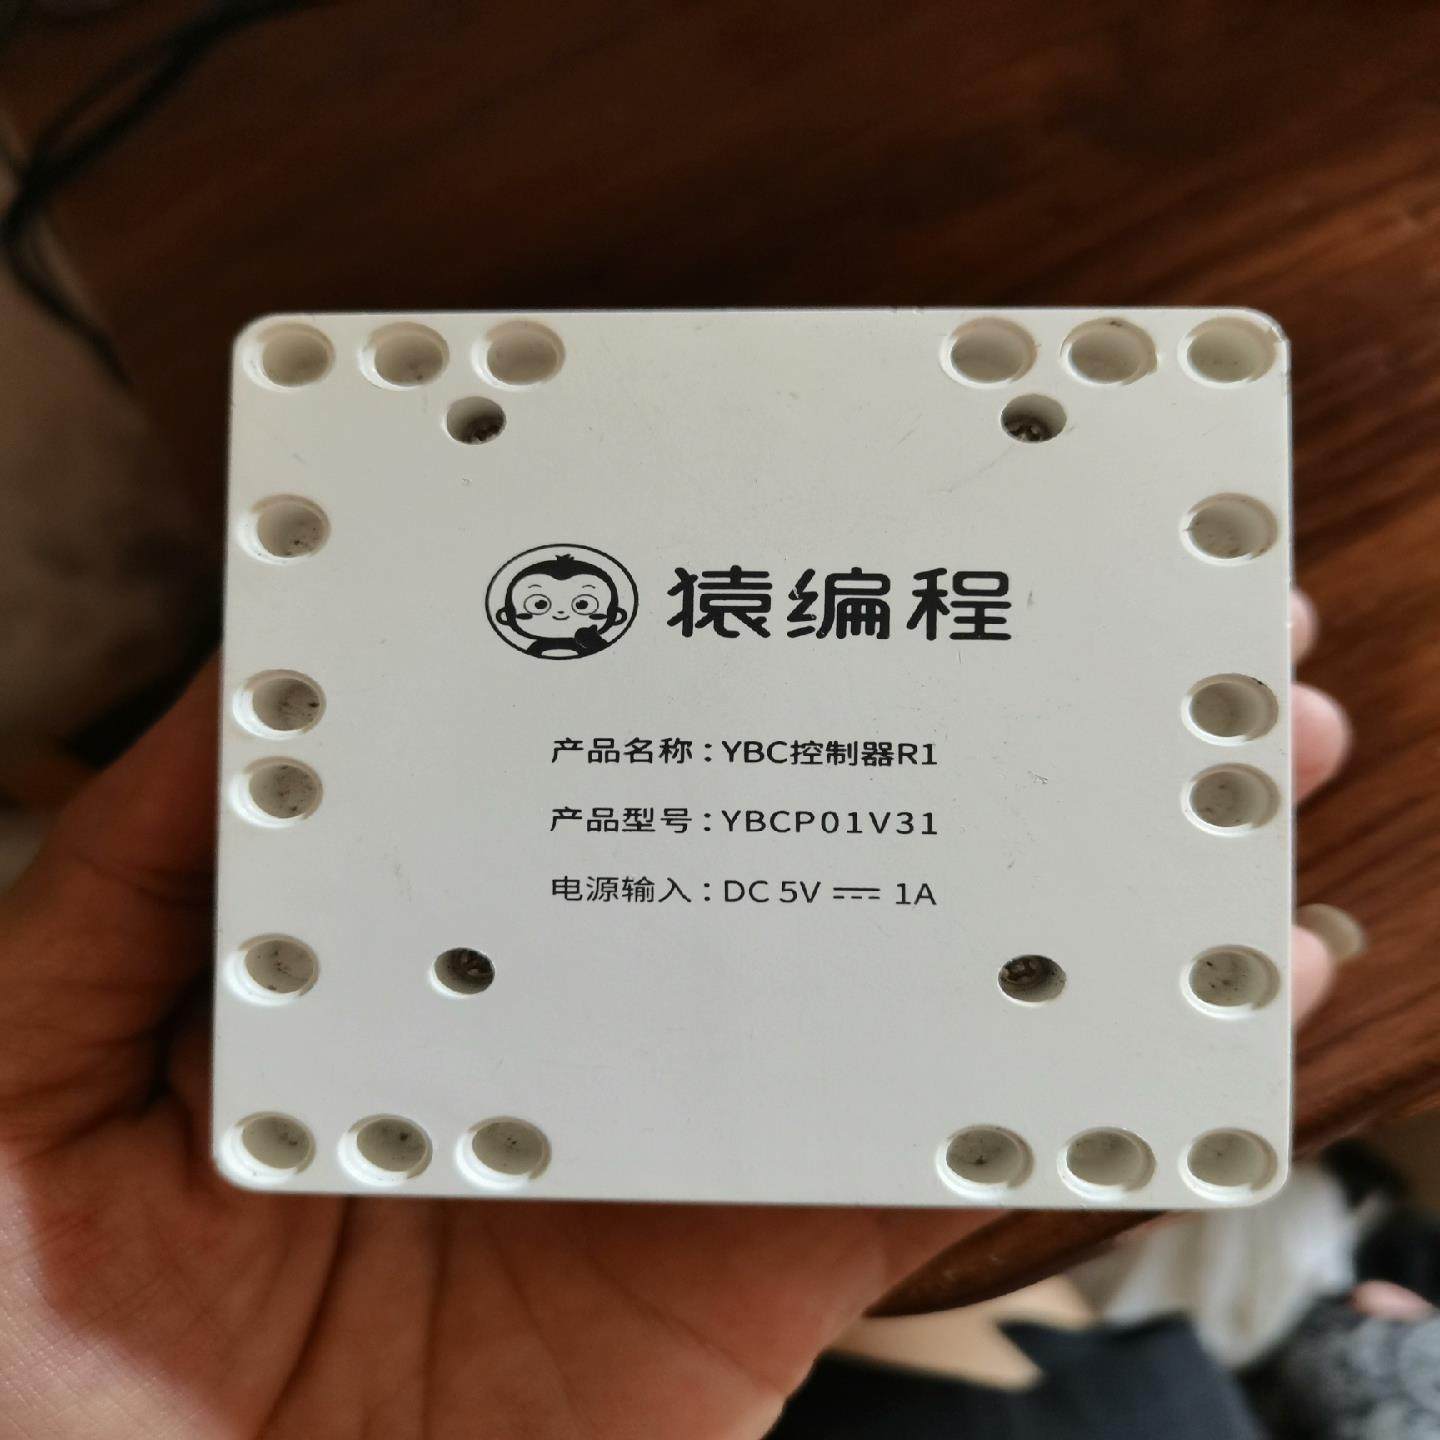 猿编程
产品名称：YBC控制器R1
产品型号：YBCP01V31
电源输入：DC 5V ⎓ 1A